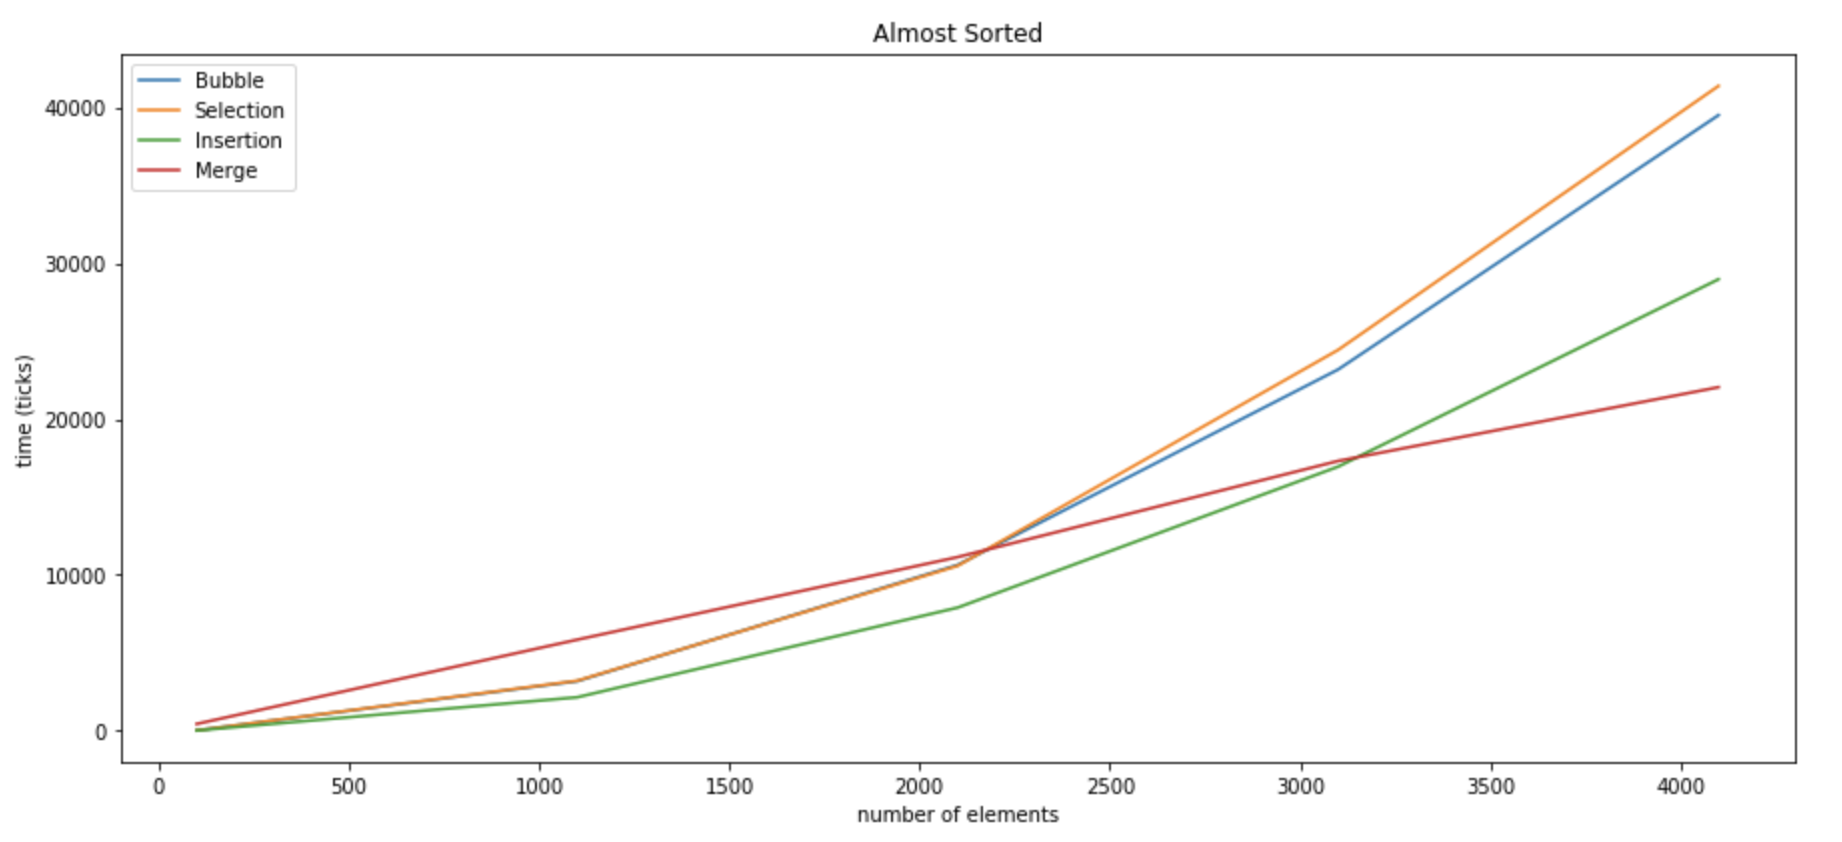 Almost Sorted
Bubble
Selection
Insertion
Merge
40000
30000
20000
10000
0
time (ticks)
0 500 1000 1500 2000 2500 3000 3500 4000
number of elements